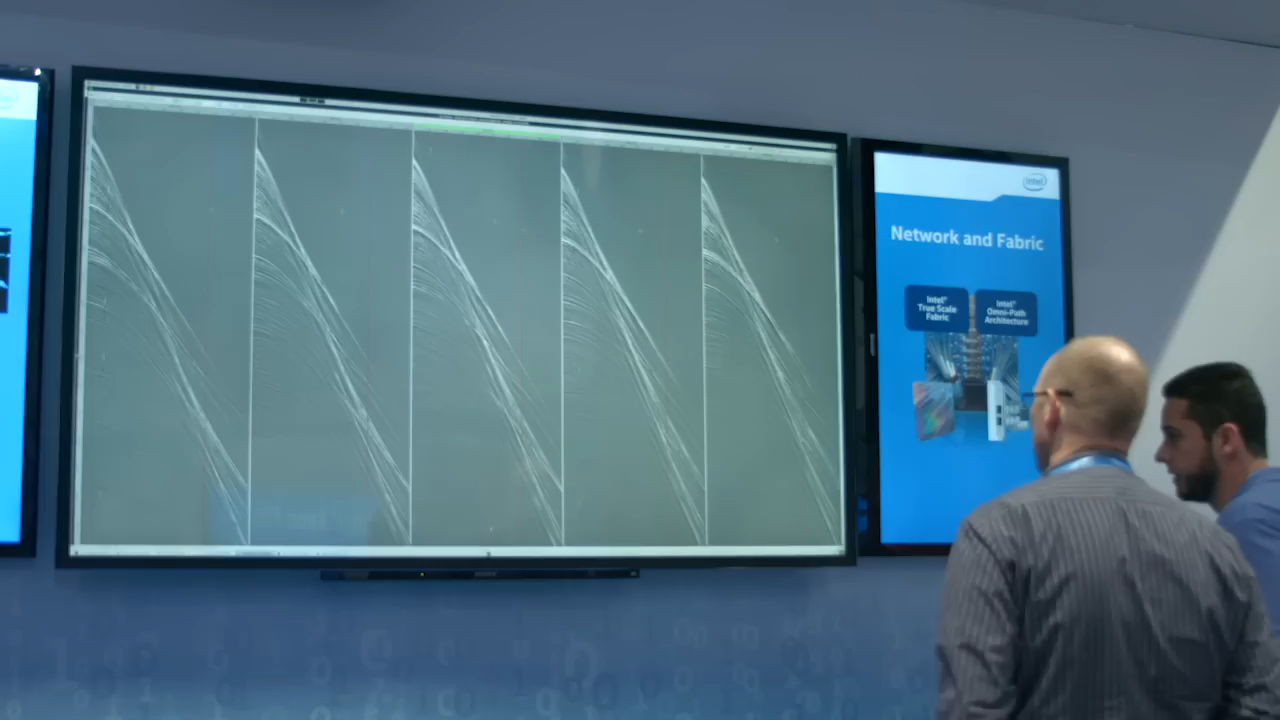 intel
Network and Fabric
Intel®
True Scale
Fabric
Intel®
Omni-Path
Architecture